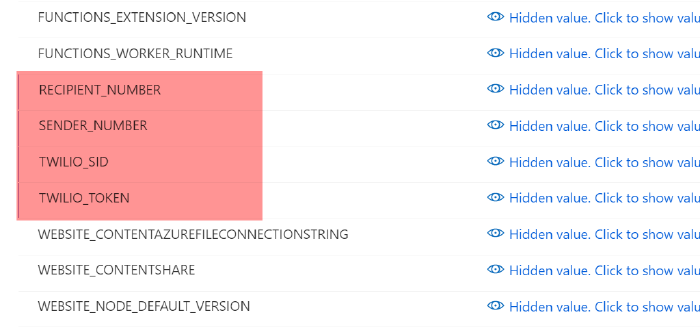 FUNCTIONS_EXTENSION_VERSION Hidden value. Click to show valu
FUNCTIONS_WORKER_RUNTIME Hidden value. Click to show valu
RECIPIENT_NUMBER Hidden value. Click to show valu
SENDER_NUMBER Hidden value. Click to show valu
TWILIO_SID Hidden value. Click to show valu
TWILIO_TOKEN Hidden value. Click to show valu
WEBSITE_CONTENTAZUREFILECONNECTIONSTRING Hidden value. Click to show valu
WEBSITE_CONTENTSHARE Hidden value. Click to show valu
WEBSITE_NODE_DEFAULT_VERSION Hidden value. Click to show valu